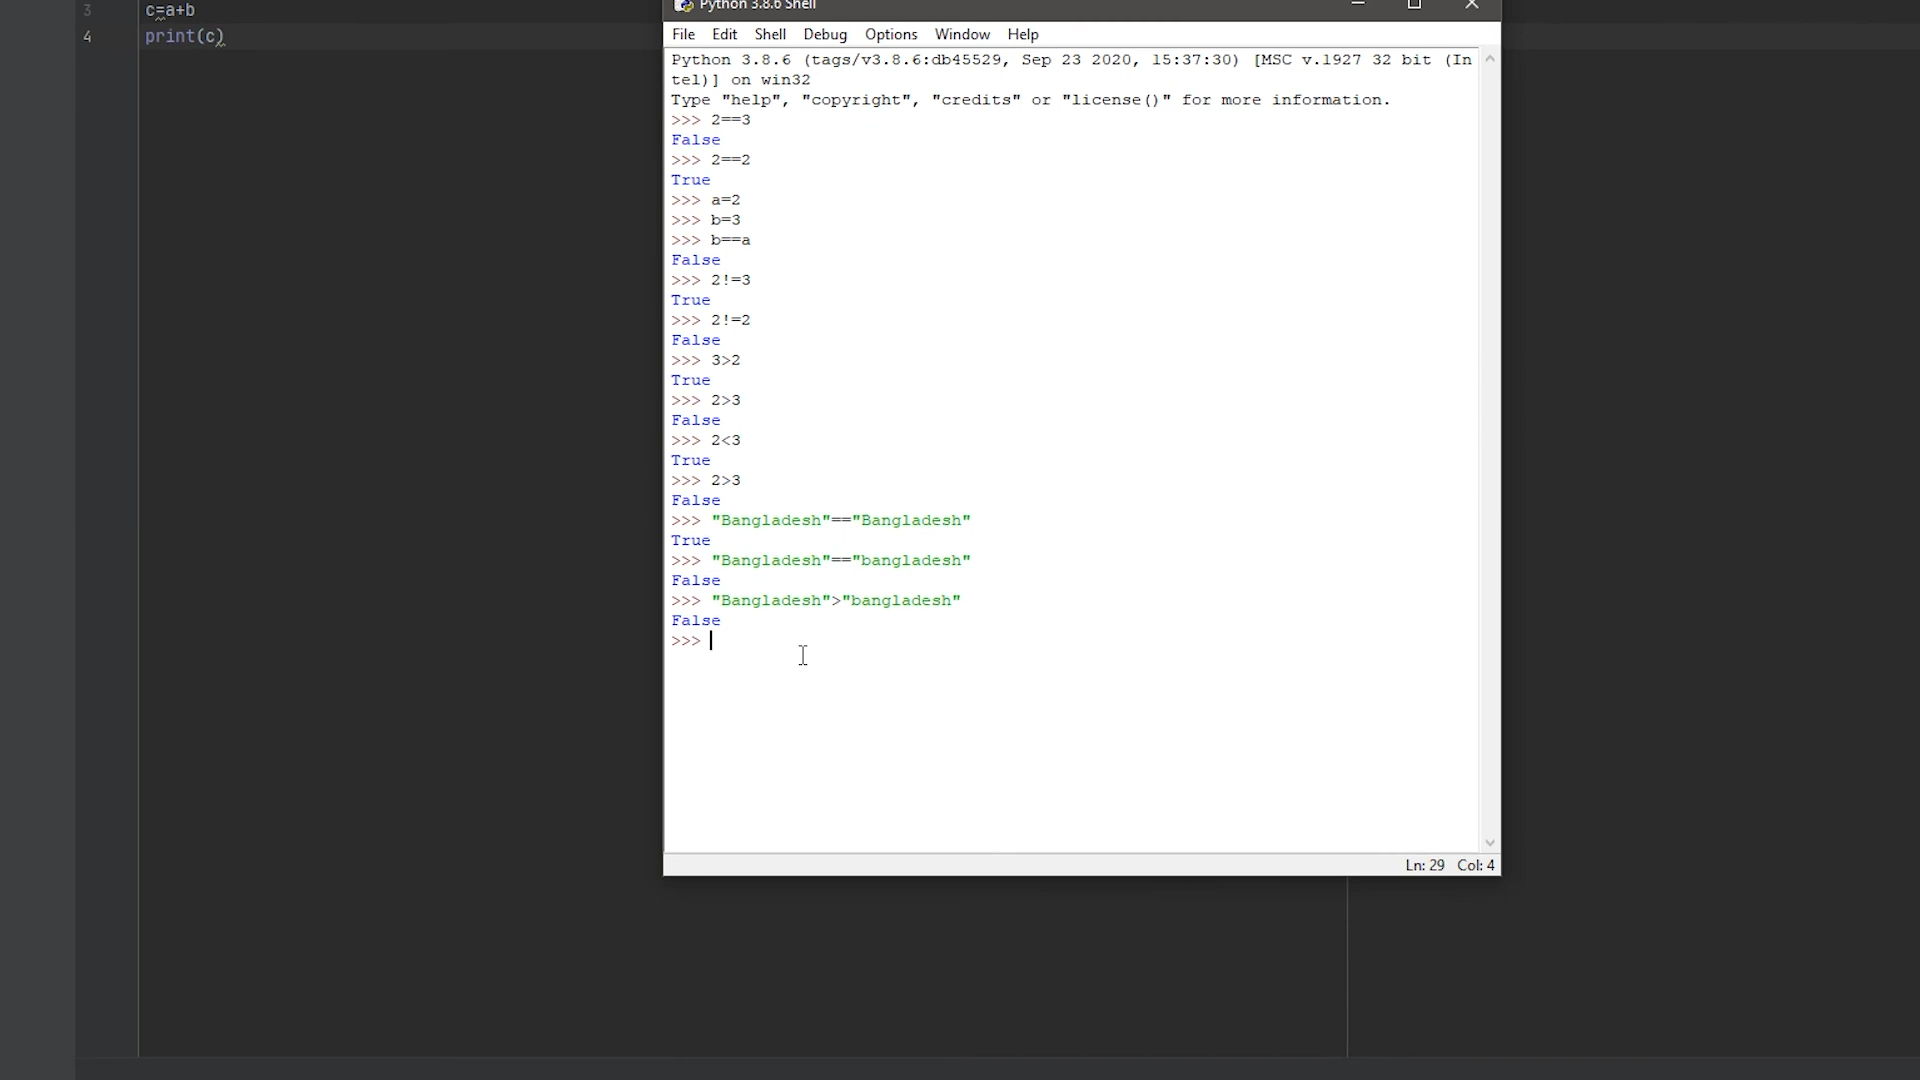 3 c=a+b
4 print(c)
Python 3.8.6 Shell
File Edit Shell Debug Options Window Help
Python 3.8.6 (tags/v3.8.6:db45529, Sep 23 2020, 15:37:30) [MSC v.1927 32 bit (In
tel)] on win32
Type "help", "copyright", "credits" or "license()" for more information.
>>> 2==3
False
>>> 2==2
True
>>> a=2
>>> b=3
>>> b==a
False
>>> 2!=3
True
>>> 2!=2
False
>>> 3>2
True
>>> 2>3
False
>>> 2<3
True
>>> 2>3
False
>>> "Bangladesh"=="Bangladesh"
True
>>> "Bangladesh"=="bangladesh"
False
>>> "Bangladesh">"bangladesh"
False
>>>
Ln: 29 Col: 4